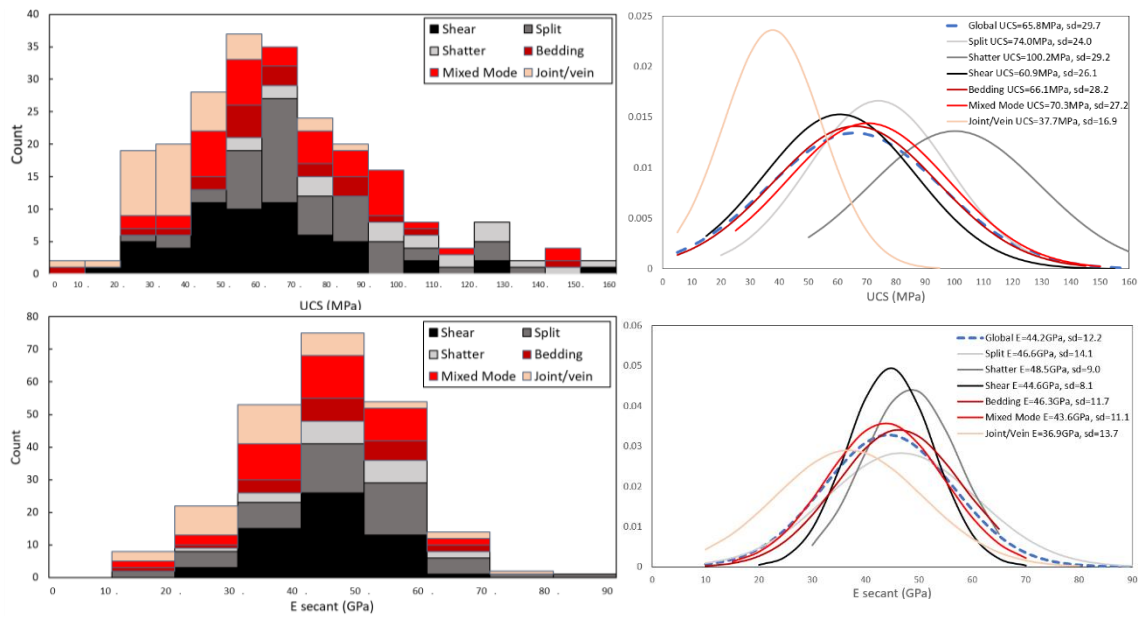 40
35
30
25
20
15
10
5
0
Count
Shear Split
Shatter Bedding
Mixed Mode Joint/vein
0 10 . 20 . 30 . 40 . 50 . 60 . 70 . 80 . 90 . 100 . 110 . 120 . 130 . 140 . 150. 160
UCS (MPa)
0.025
0.02
0.015
0.01
0.005
0
Global UCS=65.8MPa, sd=29.7
Split UCS=74.0MPa, sd=24.0
Shatter UCS=100.2MPa, sd=29.2
Shear UCS=60.9MPa, sd=26.1
Bedding UCS=66.1MPa, sd=28.2
Mixed Mode UCS=70.3MPa, sd=27.2
Joint/Vein UCS=37.7MPa, sd=16.9
0 10 20 30 40 50 60 70 80 90 100 110 120 130 140 150 160
UCS (MPa)
80
70
60
50
40
30
20
10
0
Count
Shear Split
Shatter Bedding
Mixed Mode Joint/vein
0 10 . 20 . 30 . 40 . 50 . 60 . 70 . 80 . 90
E secant (GPa)
0.06
0.05
0.04
0.03
0.02
0.01
0
Global E=44.2GPa, sd=12.2
Split E=46.6GPa, sd=14.1
Shatter E=48.5GPa, sd=9.0
Shear E=44.6GPa, sd=8.1
Bedding E=46.3GPa, sd=11.7
Mixed Mode E=43.6GPa, sd=11.1
Joint/Vein E=36.9GPa, sd=13.7
0 10 20 30 40 50 60 70 80 90
E secant (GPa)